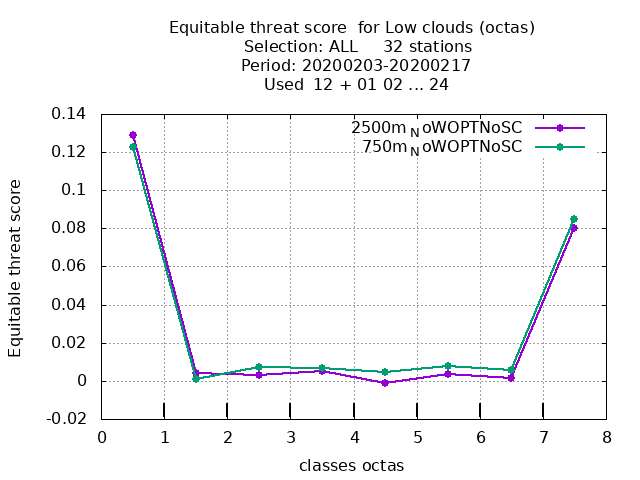 Equitable threat score  for Low clouds (octas)
Selection: ALL     32 stations
Period: 20200203-20200217
Used  12 + 01 02 ... 24
2500m_NoWOPTNoSC
750m_NoWOPTNoSC
0.14
0.12
0.1
0.08
0.06
0.04
0.02
0
-0.02
Equitable threat score
0 1 2 3 4 5 6 7 8
classes octas